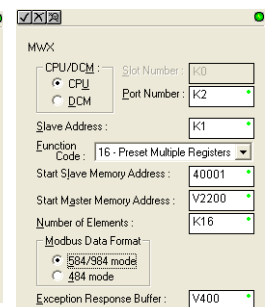 MWX
CPU/DCM :
Slot Number : K0
CPU
DCM
Port Number : K2
Slave Address : K1
Function Code : 16 - Preset Multiple Registers
Start Slave Memory Address : 40001
Start Master Memory Address : V2200
Number of Elements : K16
Modbus Data Format
584/984 mode
484 mode
Exception Response Buffer : V400